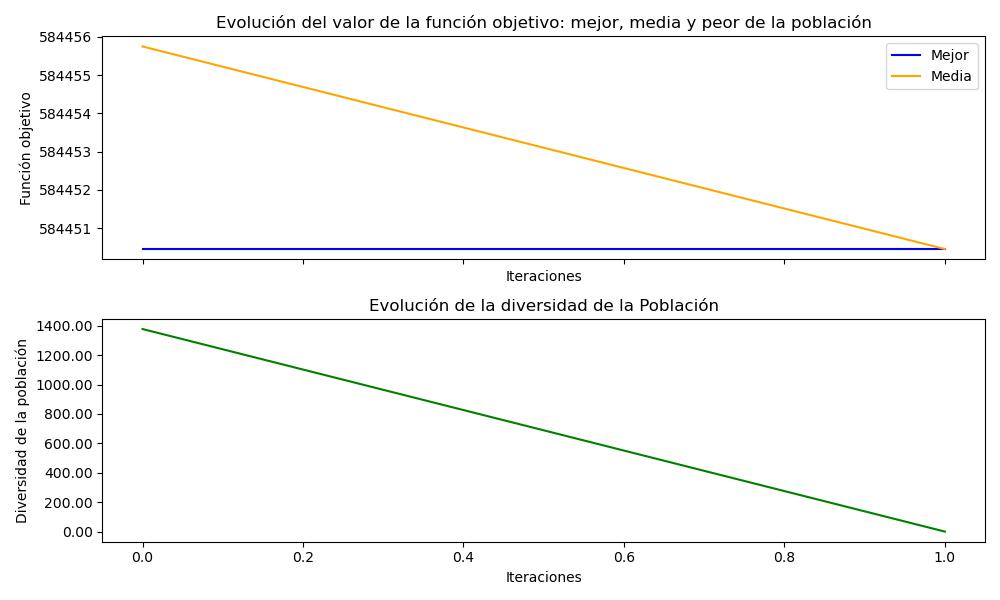 Evolución del valor de la función objetivo: mejor, media y peor de la población
584456
584455
584454
584453
584452
584451
Función objetivo
Mejor
Media
Iteraciones
Evolución de la diversidad de la Población
1400.00
1200.00
1000.00
800.00
600.00
400.00
200.00
0.00
Diversidad de la población
0.0 0.2 0.4 0.6 0.8 1.0
Iteraciones